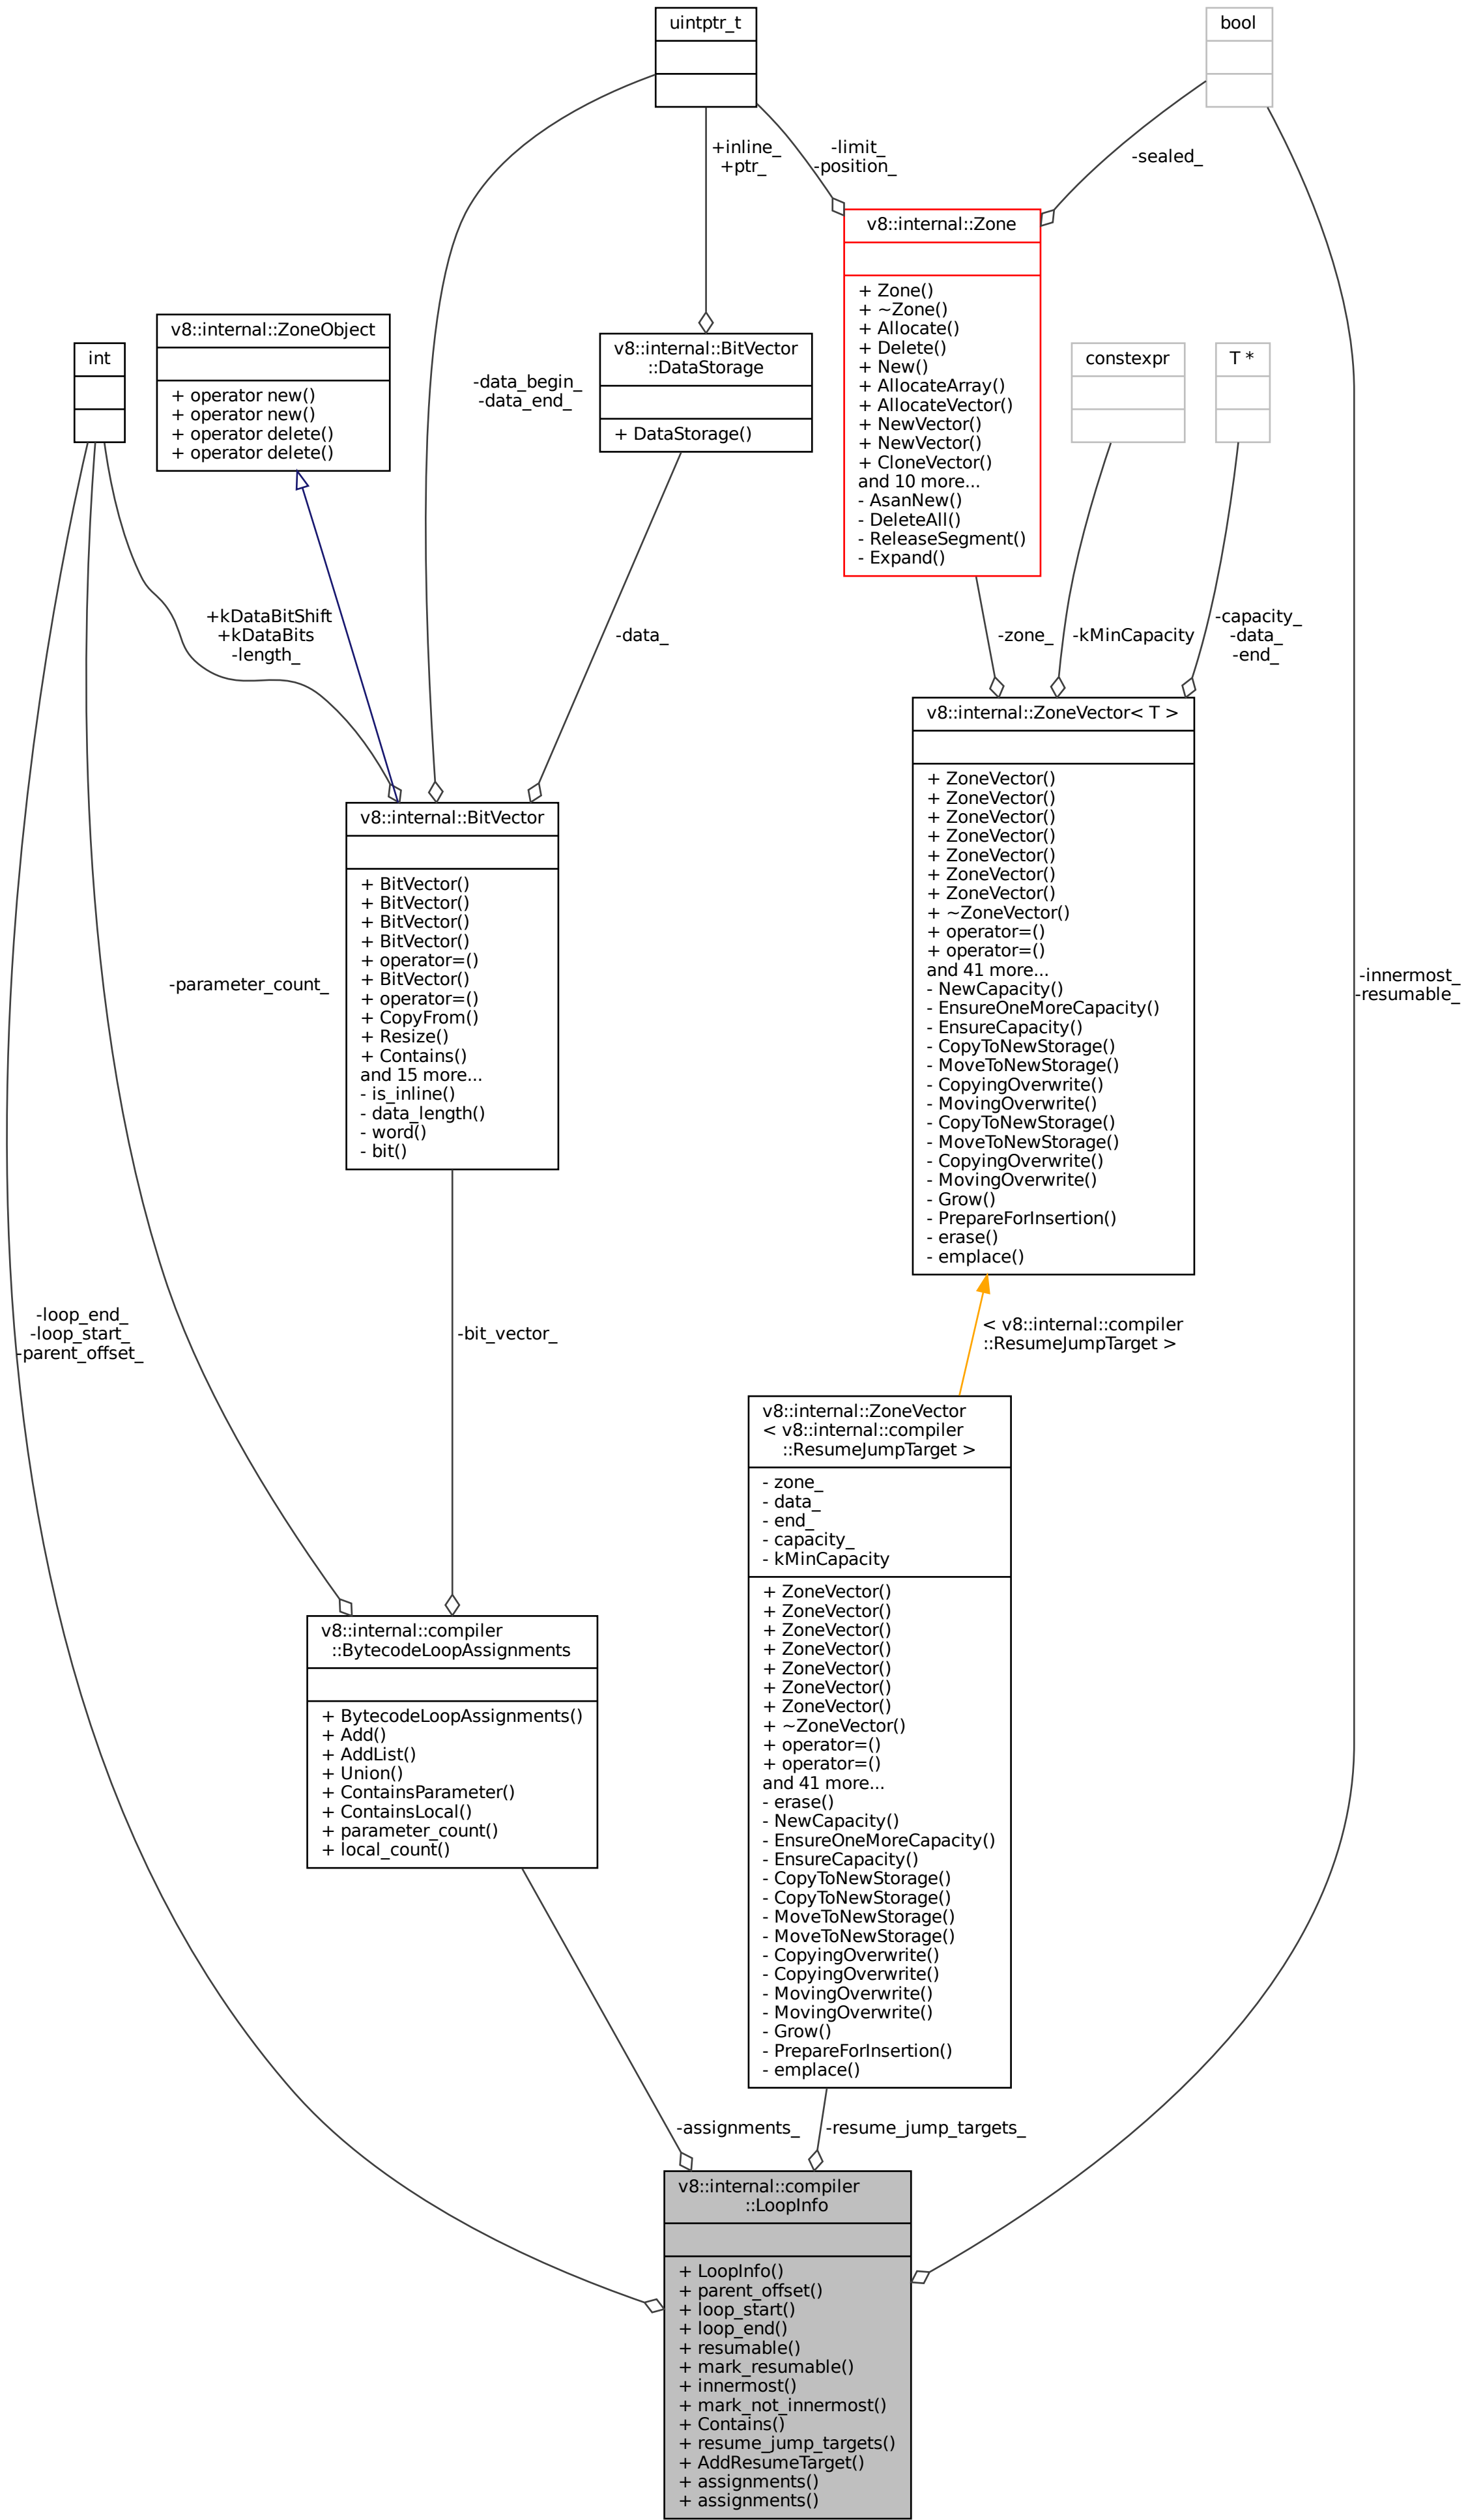 uintptr_t
bool
+inline_
+ptr_
-limit_
-position_
-sealed_
v8::internal::Zone
+ Zone()
+ ~Zone()
+ Allocate()
+ Delete()
+ New()
+ AllocateArray()
+ AllocateVector()
+ NewVector()
+ NewVector()
+ CloneVector()
and 10 more...
- AsanNew()
- DeleteAll()
- ReleaseSegment()
- Expand()
v8::internal::ZoneObject
+ operator new()
+ operator new()
+ operator delete()
+ operator delete()
int
v8::internal::BitVector
::DataStorage
+ DataStorage()
constexpr
T *
-data_begin_
-data_end_
+kDataBitShift
+kDataBits
-length_
-data_
-zone_
-kMinCapacity
-capacity_
-data_
-end_
v8::internal::ZoneVector< T >
+ ZoneVector()
+ ZoneVector()
+ ZoneVector()
+ ZoneVector()
+ ZoneVector()
+ ZoneVector()
+ ZoneVector()
+ ~ZoneVector()
+ operator=()
+ operator=()
and 41 more...
- NewCapacity()
- EnsureOneMoreCapacity()
- EnsureCapacity()
- CopyToNewStorage()
- MoveToNewStorage()
- CopyingOverwrite()
- MovingOverwrite()
- CopyToNewStorage()
- MoveToNewStorage()
- CopyingOverwrite()
- MovingOverwrite()
- Grow()
- PrepareForInsertion()
- erase()
- emplace()
v8::internal::BitVector
+ BitVector()
+ BitVector()
+ BitVector()
+ BitVector()
+ operator=()
+ BitVector()
+ operator=()
+ CopyFrom()
+ Resize()
+ Contains()
and 15 more...
- is_inline()
- data_length()
- word()
- bit()
-parameter_count_
-innermost_
-resumable_
-loop_end_
-loop_start_
-parent_offset_
-bit_vector_
< v8::internal::compiler
::ResumeJumpTarget >
v8::internal::ZoneVector
< v8::internal::compiler
::ResumeJumpTarget >
- zone_
- data_
- end_
- capacity_
- kMinCapacity
+ ZoneVector()
+ ZoneVector()
+ ZoneVector()
+ ZoneVector()
+ ZoneVector()
+ ZoneVector()
+ ZoneVector()
+ ~ZoneVector()
+ operator=()
+ operator=()
and 41 more...
- erase()
- NewCapacity()
- EnsureOneMoreCapacity()
- EnsureCapacity()
- CopyToNewStorage()
- CopyToNewStorage()
- MoveToNewStorage()
- MoveToNewStorage()
- CopyingOverwrite()
- CopyingOverwrite()
- MovingOverwrite()
- MovingOverwrite()
- Grow()
- PrepareForInsertion()
- emplace()
v8::internal::compiler
::BytecodeLoopAssignments
+ BytecodeLoopAssignments()
+ Add()
+ AddList()
+ Union()
+ ContainsParameter()
+ ContainsLocal()
+ parameter_count()
+ local_count()
-assignments_
-resume_jump_targets_
v8::internal::compiler
::LoopInfo
+ LoopInfo()
+ parent_offset()
+ loop_start()
+ loop_end()
+ resumable()
+ mark_resumable()
+ innermost()
+ mark_not_innermost()
+ Contains()
+ resume_jump_targets()
+ AddResumeTarget()
+ assignments()
+ assignments()